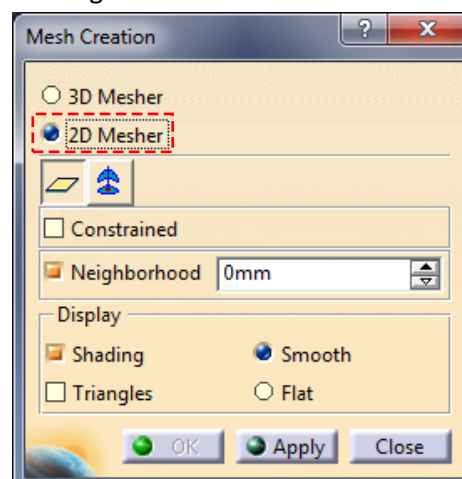 Mesh Creation
? X
3D Mesher
2D Mesher
Constrained
Neighborhood 0mm
Display
Shading Smooth
Triangles Flat
OK Apply Close